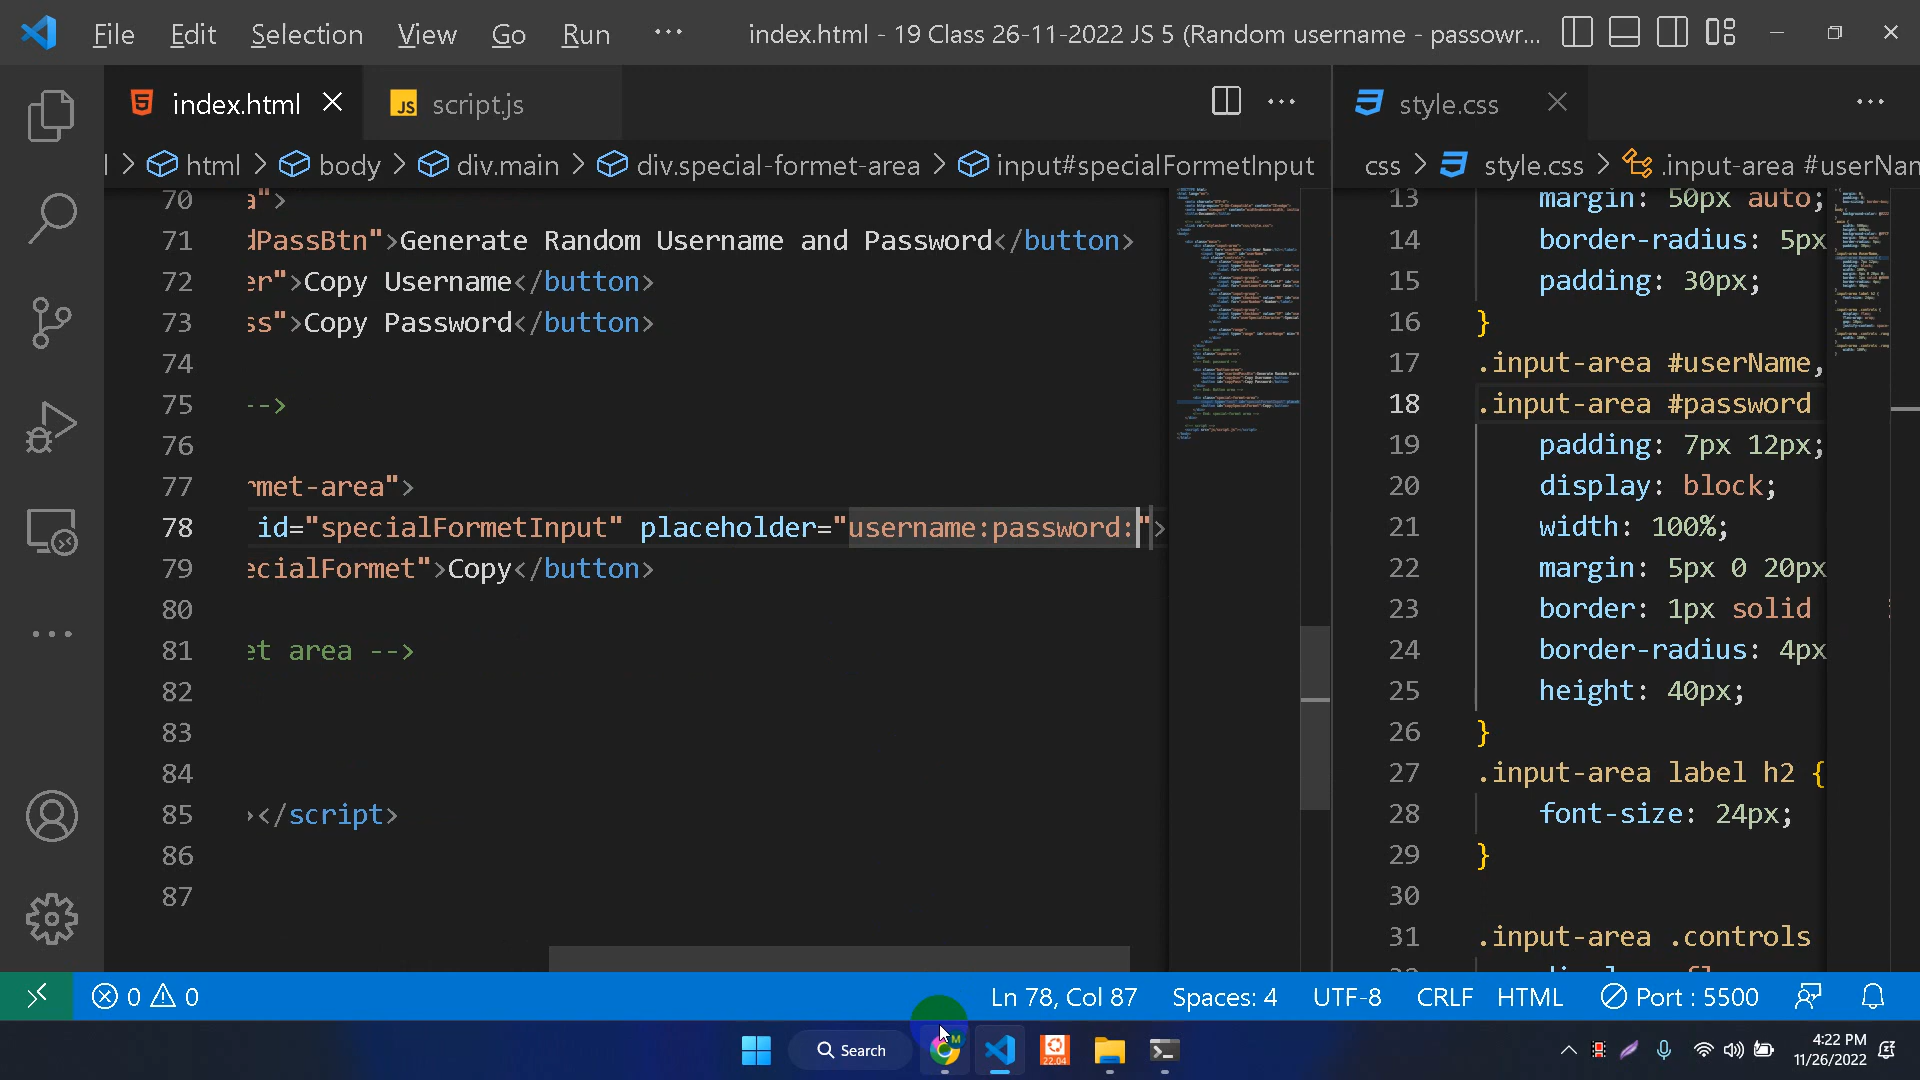 File Edit Selection View Go Run ··· index.html - 19 Class 26-11-2022 JS 5 (Random username - passowr...
index.html script.js
html > body > div.main > div.special-formet-area > input#specialFormetInput
70 a">
71 dPassBtn">Generate Random Username and Password</button>
72 er">Copy Username</button>
73 ss">Copy Password</button>
74
75 -->
76
77 rmet-area">
78 id="specialFormetInput" placeholder="username:password:">
79 ecialFormet">Copy</button>
80
81 et area -->
82
83
84
85 ></script>
86
87
style.css
css > style.css > .input-area #userNam
13 margin: 50px auto;
14 border-radius: 5px
15 padding: 30px;
16 }
17 .input-area #userName,
18 .input-area #password
19 padding: 7px 12px;
20 display: block;
21 width: 100%;
22 margin: 5px 0 20px
23 border: 1px solid
24 border-radius: 4px
25 height: 40px;
26 }
27 .input-area label h2 {
28 font-size: 24px;
29 }
30
31 .input-area .controls
0 0 Ln 78, Col 87 Spaces: 4 UTF-8 CRLF HTML Port : 5500
Search
22.04
4:22 PM
11/26/2022